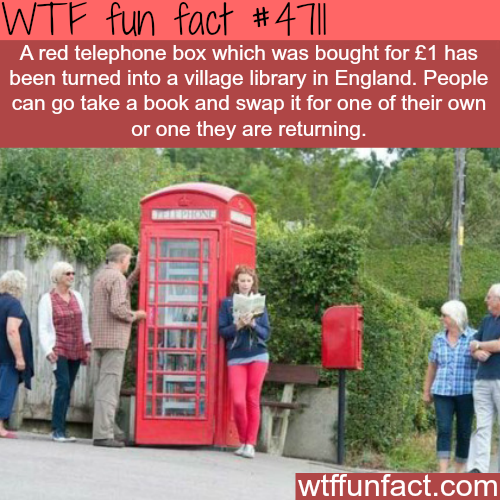 WTF fun fact #4711
A red telephone box which was bought for £1 has
been turned into a village library in England. People
can go take a book and swap it for one of their own
or one they are returning.
TELEPHONE
wtffunfact.com